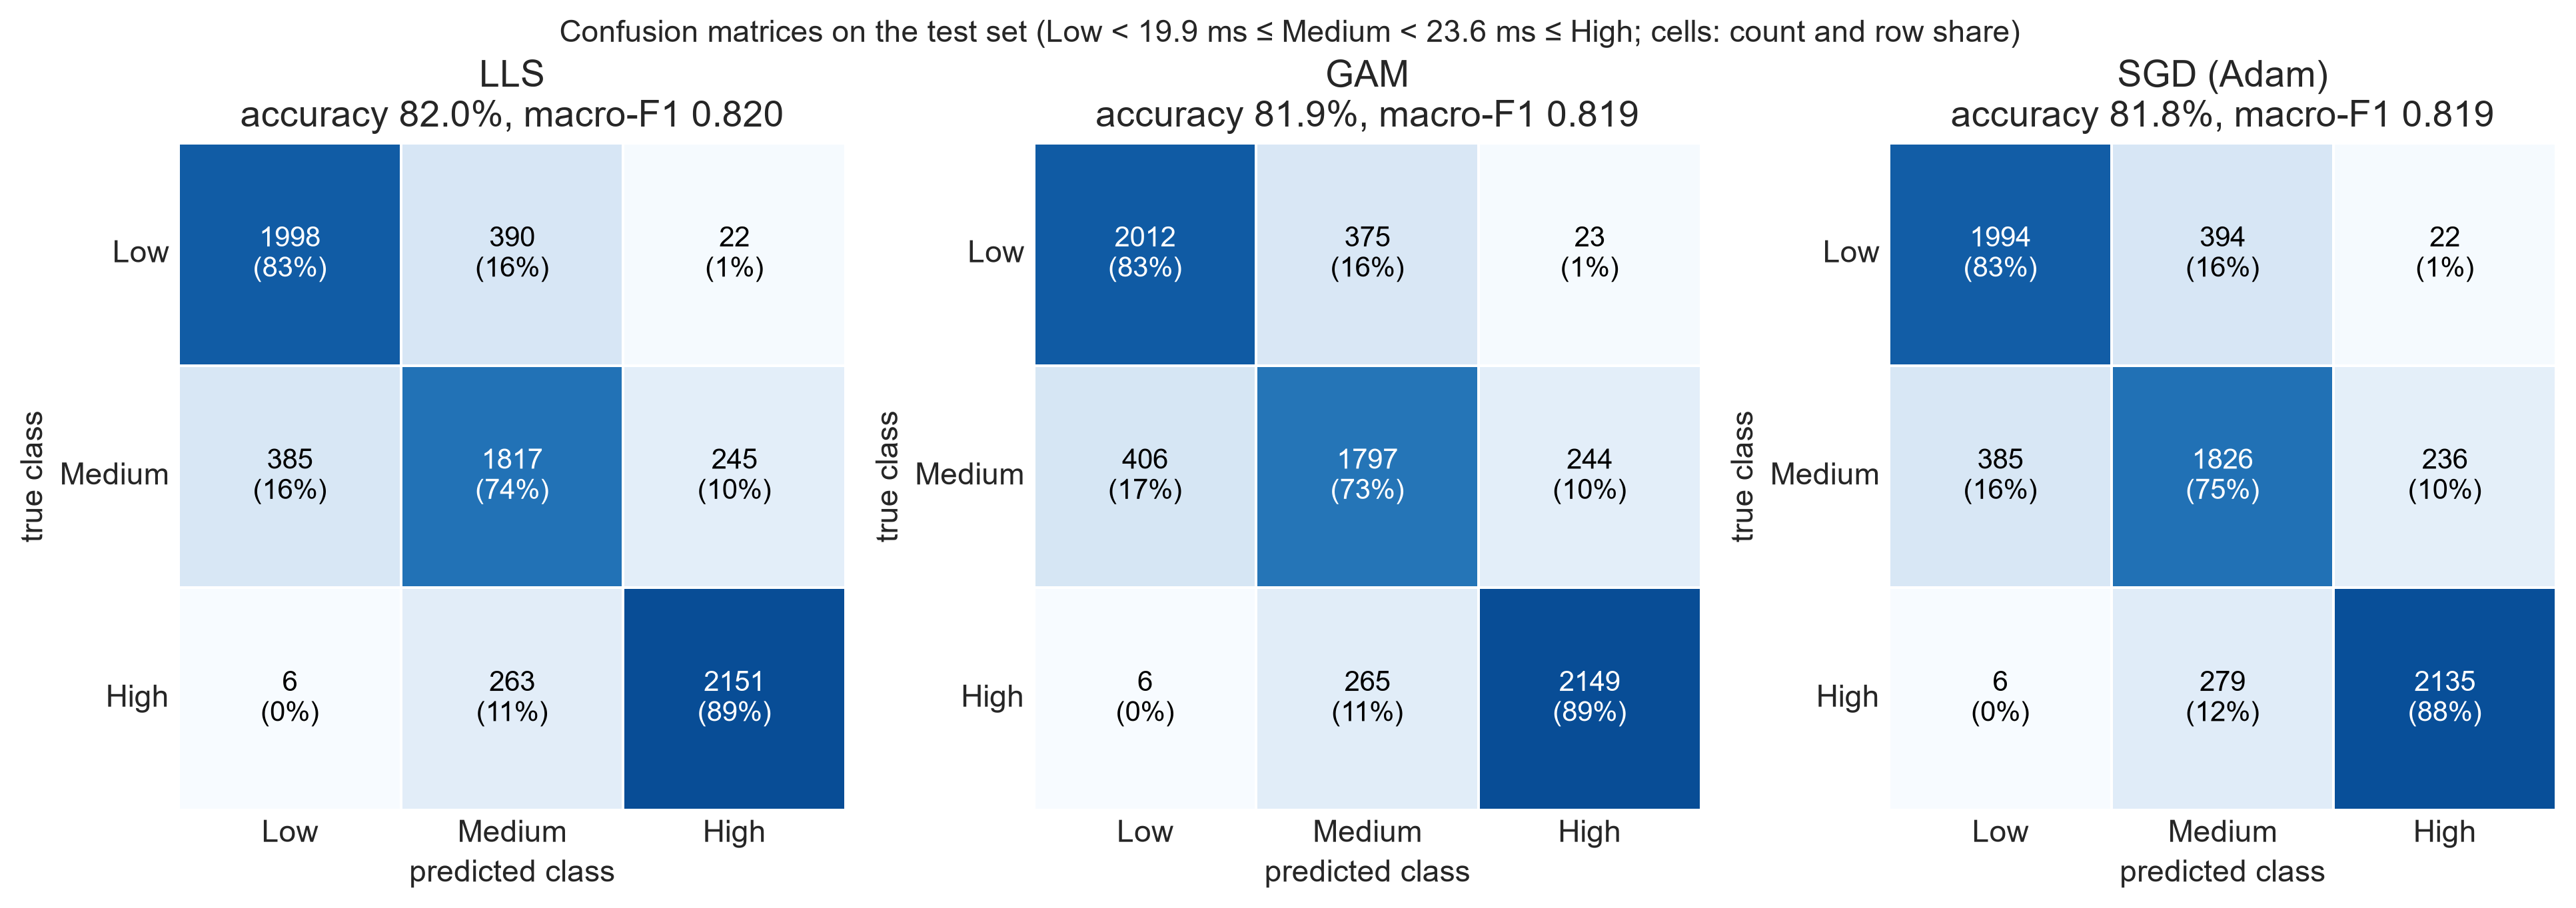 Confusion matrices on the test set (Low < 19.9 ms ≤ Medium < 23.6 ms ≤ High; cells: count and row share)
LLS
accuracy 82.0%, macro-F1 0.820
true class
Low
1998
(83%)
390
(16%)
22
(1%)
Medium
385
(16%)
1817
(74%)
245
(10%)
High
6
(0%)
263
(11%)
2151
(89%)
Low
Medium
High
predicted class
GAM
accuracy 81.9%, macro-F1 0.819
true class
Low
2012
(83%)
375
(16%)
23
(1%)
Medium
406
(17%)
1797
(73%)
244
(10%)
High
6
(0%)
265
(11%)
2149
(89%)
Low
Medium
High
predicted class
SGD (Adam)
accuracy 81.8%, macro-F1 0.819
true class
Low
1994
(83%)
394
(16%)
22
(1%)
Medium
385
(16%)
1826
(75%)
236
(10%)
High
6
(0%)
279
(12%)
2135
(88%)
Low
Medium
High
predicted class